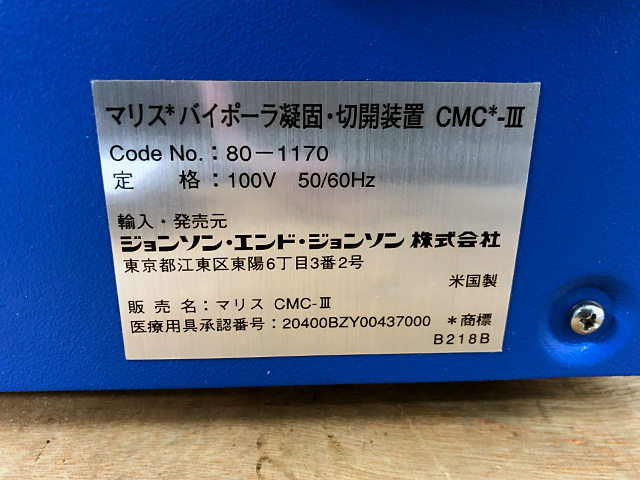 マリス*バイポーラ凝固・切開装置 CMC*-Ⅲ
Code No.：80－1170
定　　格：100V　50/60Hz
輸入・発売元
ジョンソン・エンド・ジョンソン 株式会社
東京都江東区東陽6丁目3番2号
米国製
販 売 名：マリス CMC-Ⅲ
医療用具承認番号：20400BZY00437000　*商標
B218B